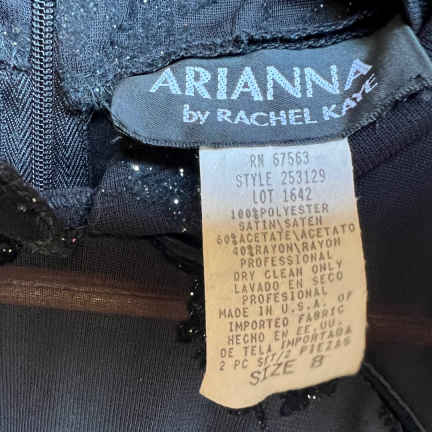 ARIANNA
by RACHEL KAYE
RN 67563
STYLE 253129
LOT 1642
100%POLYESTER
SATIN\SATEN
60%ACETATE\ACETATO
40%RAYON\RAYON
PROFESSIONAL
DRY CLEAN ONLY
LAVADO EN SECO
PROFESIONAL
MADE IN U.S.A. OF
IMPORTED FABRIC
HECHO EN EE.UU.
DE TELA IMPORTADA
2 PC SIT/2 PIEZAS
SIZE 8